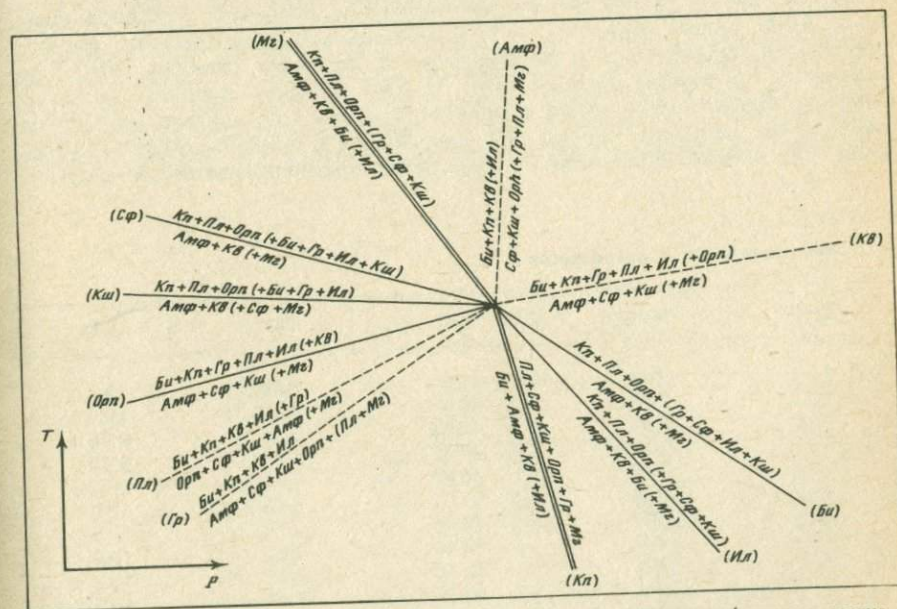 (Мг)
Кп+Пл+Орп+(Гр+Сф+Кш)
Амф+Кв+Би(+Ил)
(Амф)
Би+Кп+Кв(+Ил)
Сф+Кш+Орп(+Гр+Пл+Мг)
(Кв)
Би+Кп+Гр+Пл+Ил(+Орп)
Амф+Сф+Кш(+Мг)
(Сф)
Кп+Пл+Орп(+Би+Гр+Ил+Кш)
Амф+Кв(+Мг)
(Кш)
Кп+Пл+Орп(+Би+Гр+Ил)
Амф+Кв(+Сф+Мг)
(Орп)
Би+Кп+Гр+Пл+Ил(+Кв)
Амф+Сф+Кш(+Мг)
(Пл)
Би+Кп+Кв+Ил(+Гр)
Орп+Сф+Кш+Амф(+Мг)
(Гр)
Би+Кп+Кв+Ил
Амф+Сф+Кш+Орп+(Пл+Мг)
(Кп)
Пл+Сф+Кш+Орп+Гр+Мг
Би+Амф+Кв(+Ил)
(Ил)
Кп+Пл+Орп(+Гр+Сф+Кш)
Амф+Кв+Би(+Мг)
(Би)
Кп+Пл+Орп+(Гр+Сф+Ил+Кш)
Амф+Кв(+Мг)
Т
Р